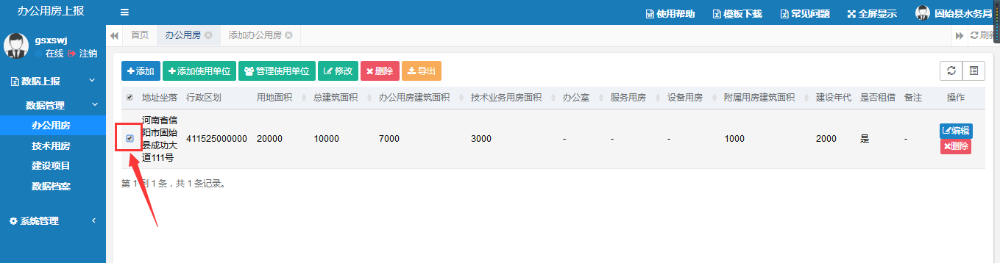 办公用房上报
使用帮助 模板下载 常见问题 全屏显示 固始县水务局
gsxswj
在线 注销
首页 办公用房 添加办公用房 刷新
数据上报
数据管理
办公用房
技术用房
建设项目
数据档案
系统管理
添加 添加使用单位 管理使用单位 修改 删除 导出
地址坐落 行政区划 用地面积 总建筑面积 办公用房建筑面积 技术业务用房面积 办公室 服务用房 设备用房 附属用房建筑面积 建设年代 是否租借 备注 操作
河南省信
阳市固始
县成功大
道111号
411525000000 20000 10000 7000 3000 - - - 1000 2000 是 -
编辑
删除
第 1 到 1 条，共 1 条记录。